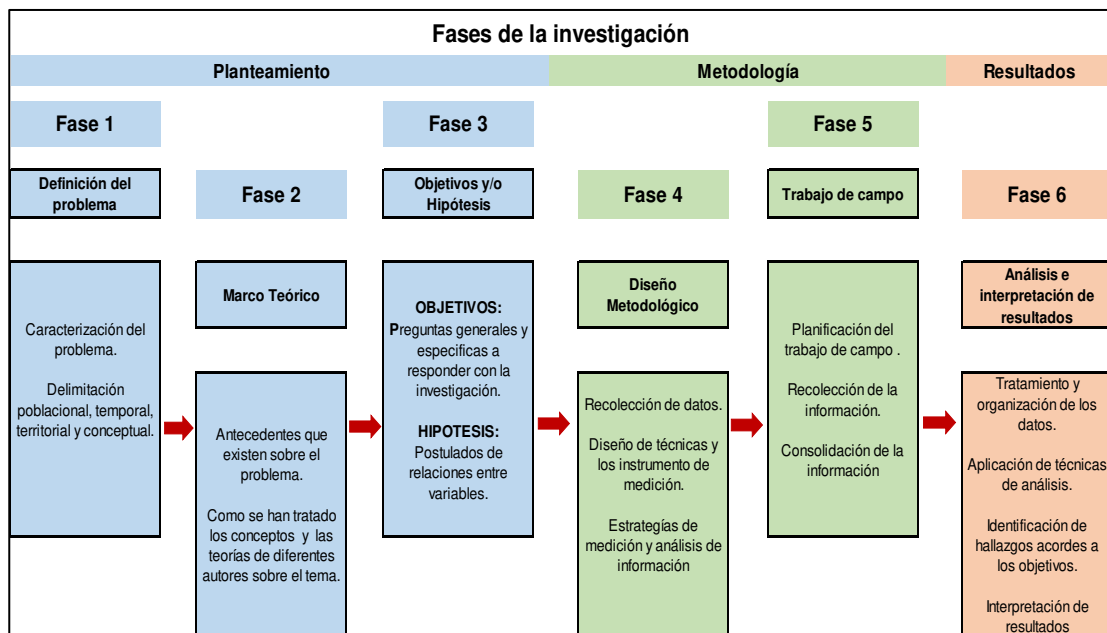 Fases de la investigación
Planteamiento
Metodología
Resultados
Fase 1
Definición del
problema
Caracterización del
problema.
Delimitación
poblacional, temporal,
territorial y conceptual.
Fase 2
Marco Teórico
Antecedentes que
existen sobre el
problema.
Como se han tratado
los conceptos y las
teorías de diferentes
autores sobre el tema.
Fase 3
Objetivos y/o
Hipótesis
OBJETIVOS:
Preguntas generales y
especificas a
responder con la
investigación.
HIPOTESIS:
Postulados de
relaciones entre
variables.
Fase 4
Diseño
Metodológico
Recolección de datos.
Diseño de técnicas y
los instrumento de
medición.
Estrategías de
medición y análisis de
información
Fase 5
Trabajo de campo
Planificación del
trabajo de campo .
Recolección de la
información.
Consolidación de la
información
Fase 6
Análisis e
interpretación de
resultados
Tratamiento y
organización de los
datos.
Aplicación de técnicas
de análisis.
Identificación de
hallazgos acordes a
los objetivos.
Interpretación de
resultados